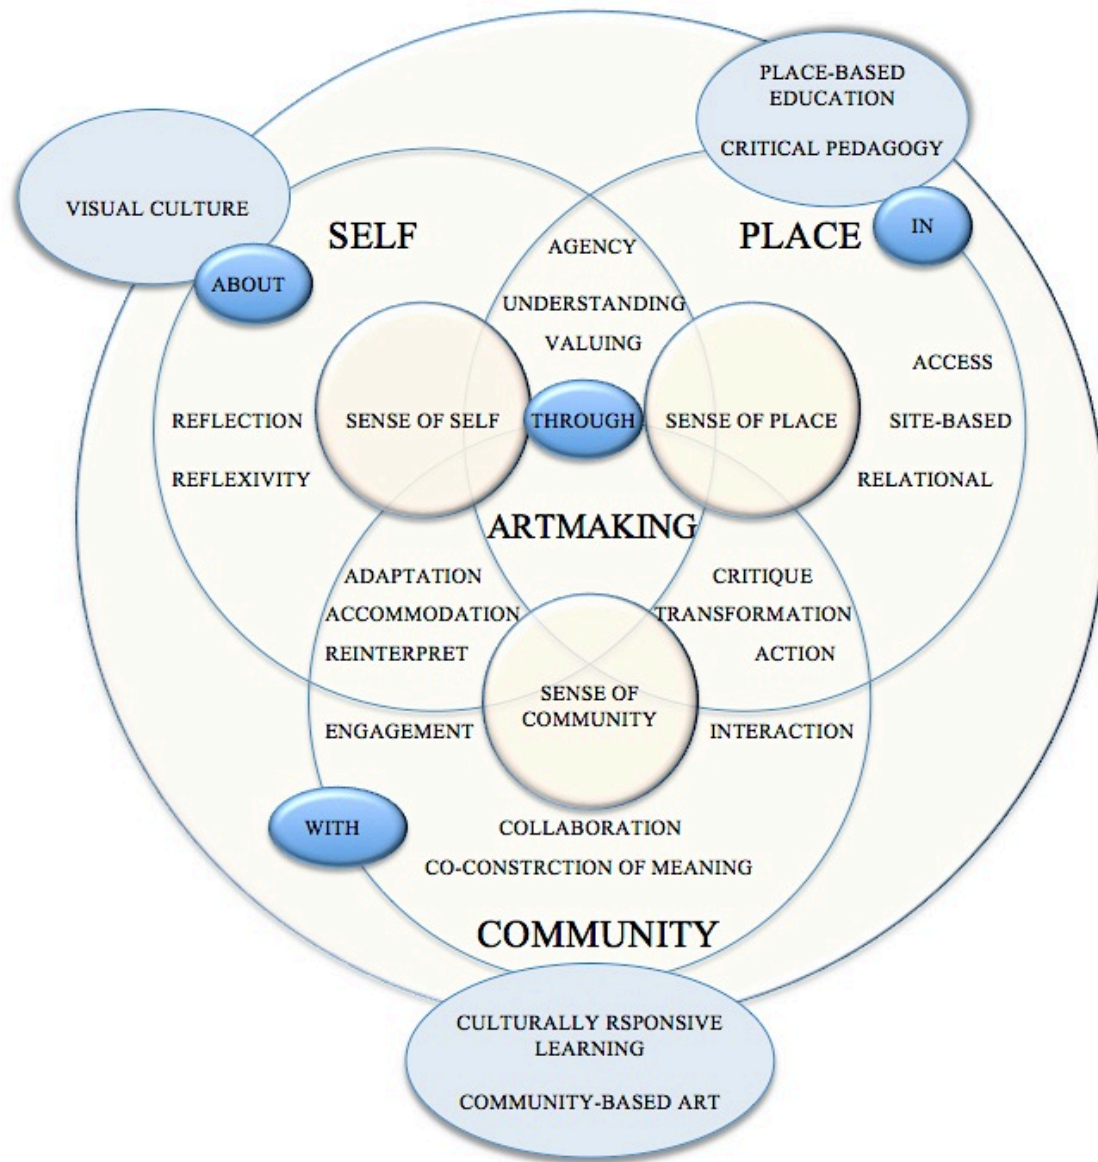 PLACE-BASED
EDUCATION
CRITICAL PEDAGOGY
VISUAL CULTURE
SELF
PLACE
IN
AGENCY
ABOUT
UNDERSTANDING
VALUING
ACCESS
REFLECTION
SENSE OF SELF
THROUGH
SENSE OF PLACE
SITE-BASED
REFLEXIVITY
RELATIONAL
ARTMAKING
ADAPTATION
CRITIQUE
ACCOMMODATION
TRANSFORMATION
REINTERPRET
ACTION
SENSE OF
COMMUNITY
ENGAGEMENT
INTERACTION
WITH
COLLABORATION
CO-CONSTRCTION OF MEANING
COMMUNITY
CULTURALLY RSPONSIVE
LEARNING
COMMUNITY-BASED ART